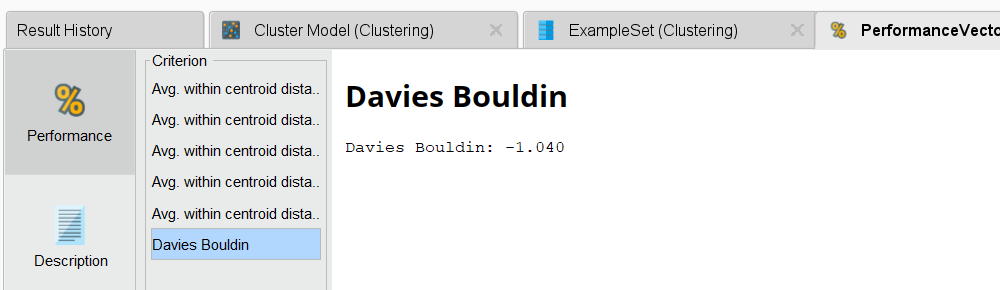 Result History
Cluster Model (Clustering)
ExampleSet (Clustering)
PerformanceVecto
Performance
Description
Criterion
Avg. within centroid dista..
Avg. within centroid dista..
Avg. within centroid dista..
Avg. within centroid dista..
Avg. within centroid dista..
Davies Bouldin
Davies Bouldin
Davies Bouldin: -1.040